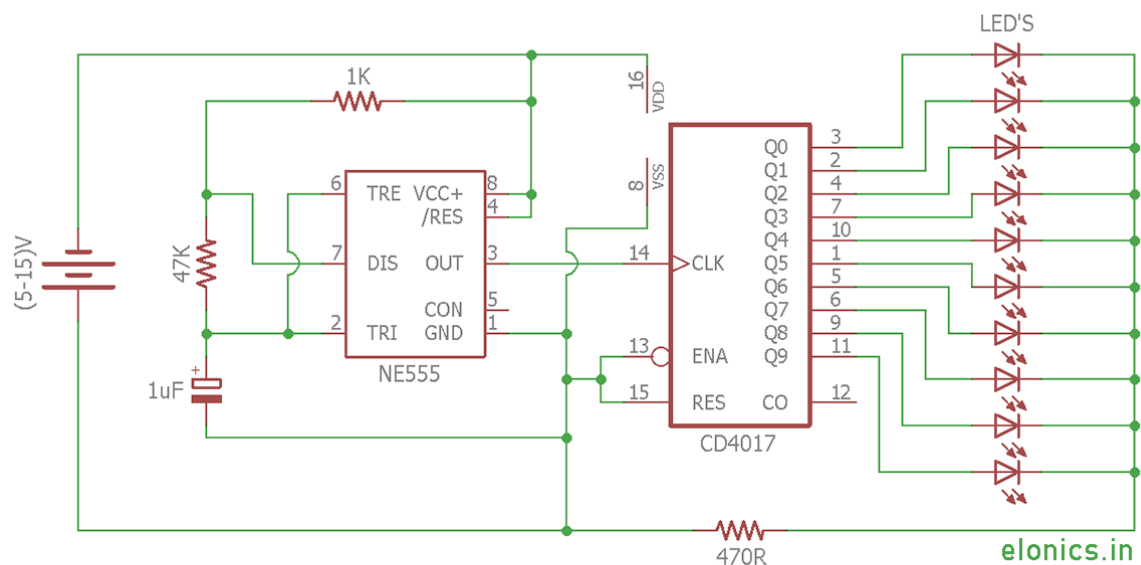 LED'S
1K
16
VDD
(5-15)V
47K
+
1uF
6 TRE VCC+ 8
/RES 4
7 DIS OUT 3
CON 5
2 TRI GND 1
NE555
8
VSS
Q0 3
Q1 2
Q2 4
Q3 7
Q4 10
14 CLK Q5 1
Q6 5
Q7 6
Q8 9
13 ENA Q9 11
15 RES CO 12
CD4017
470R
elonics.in